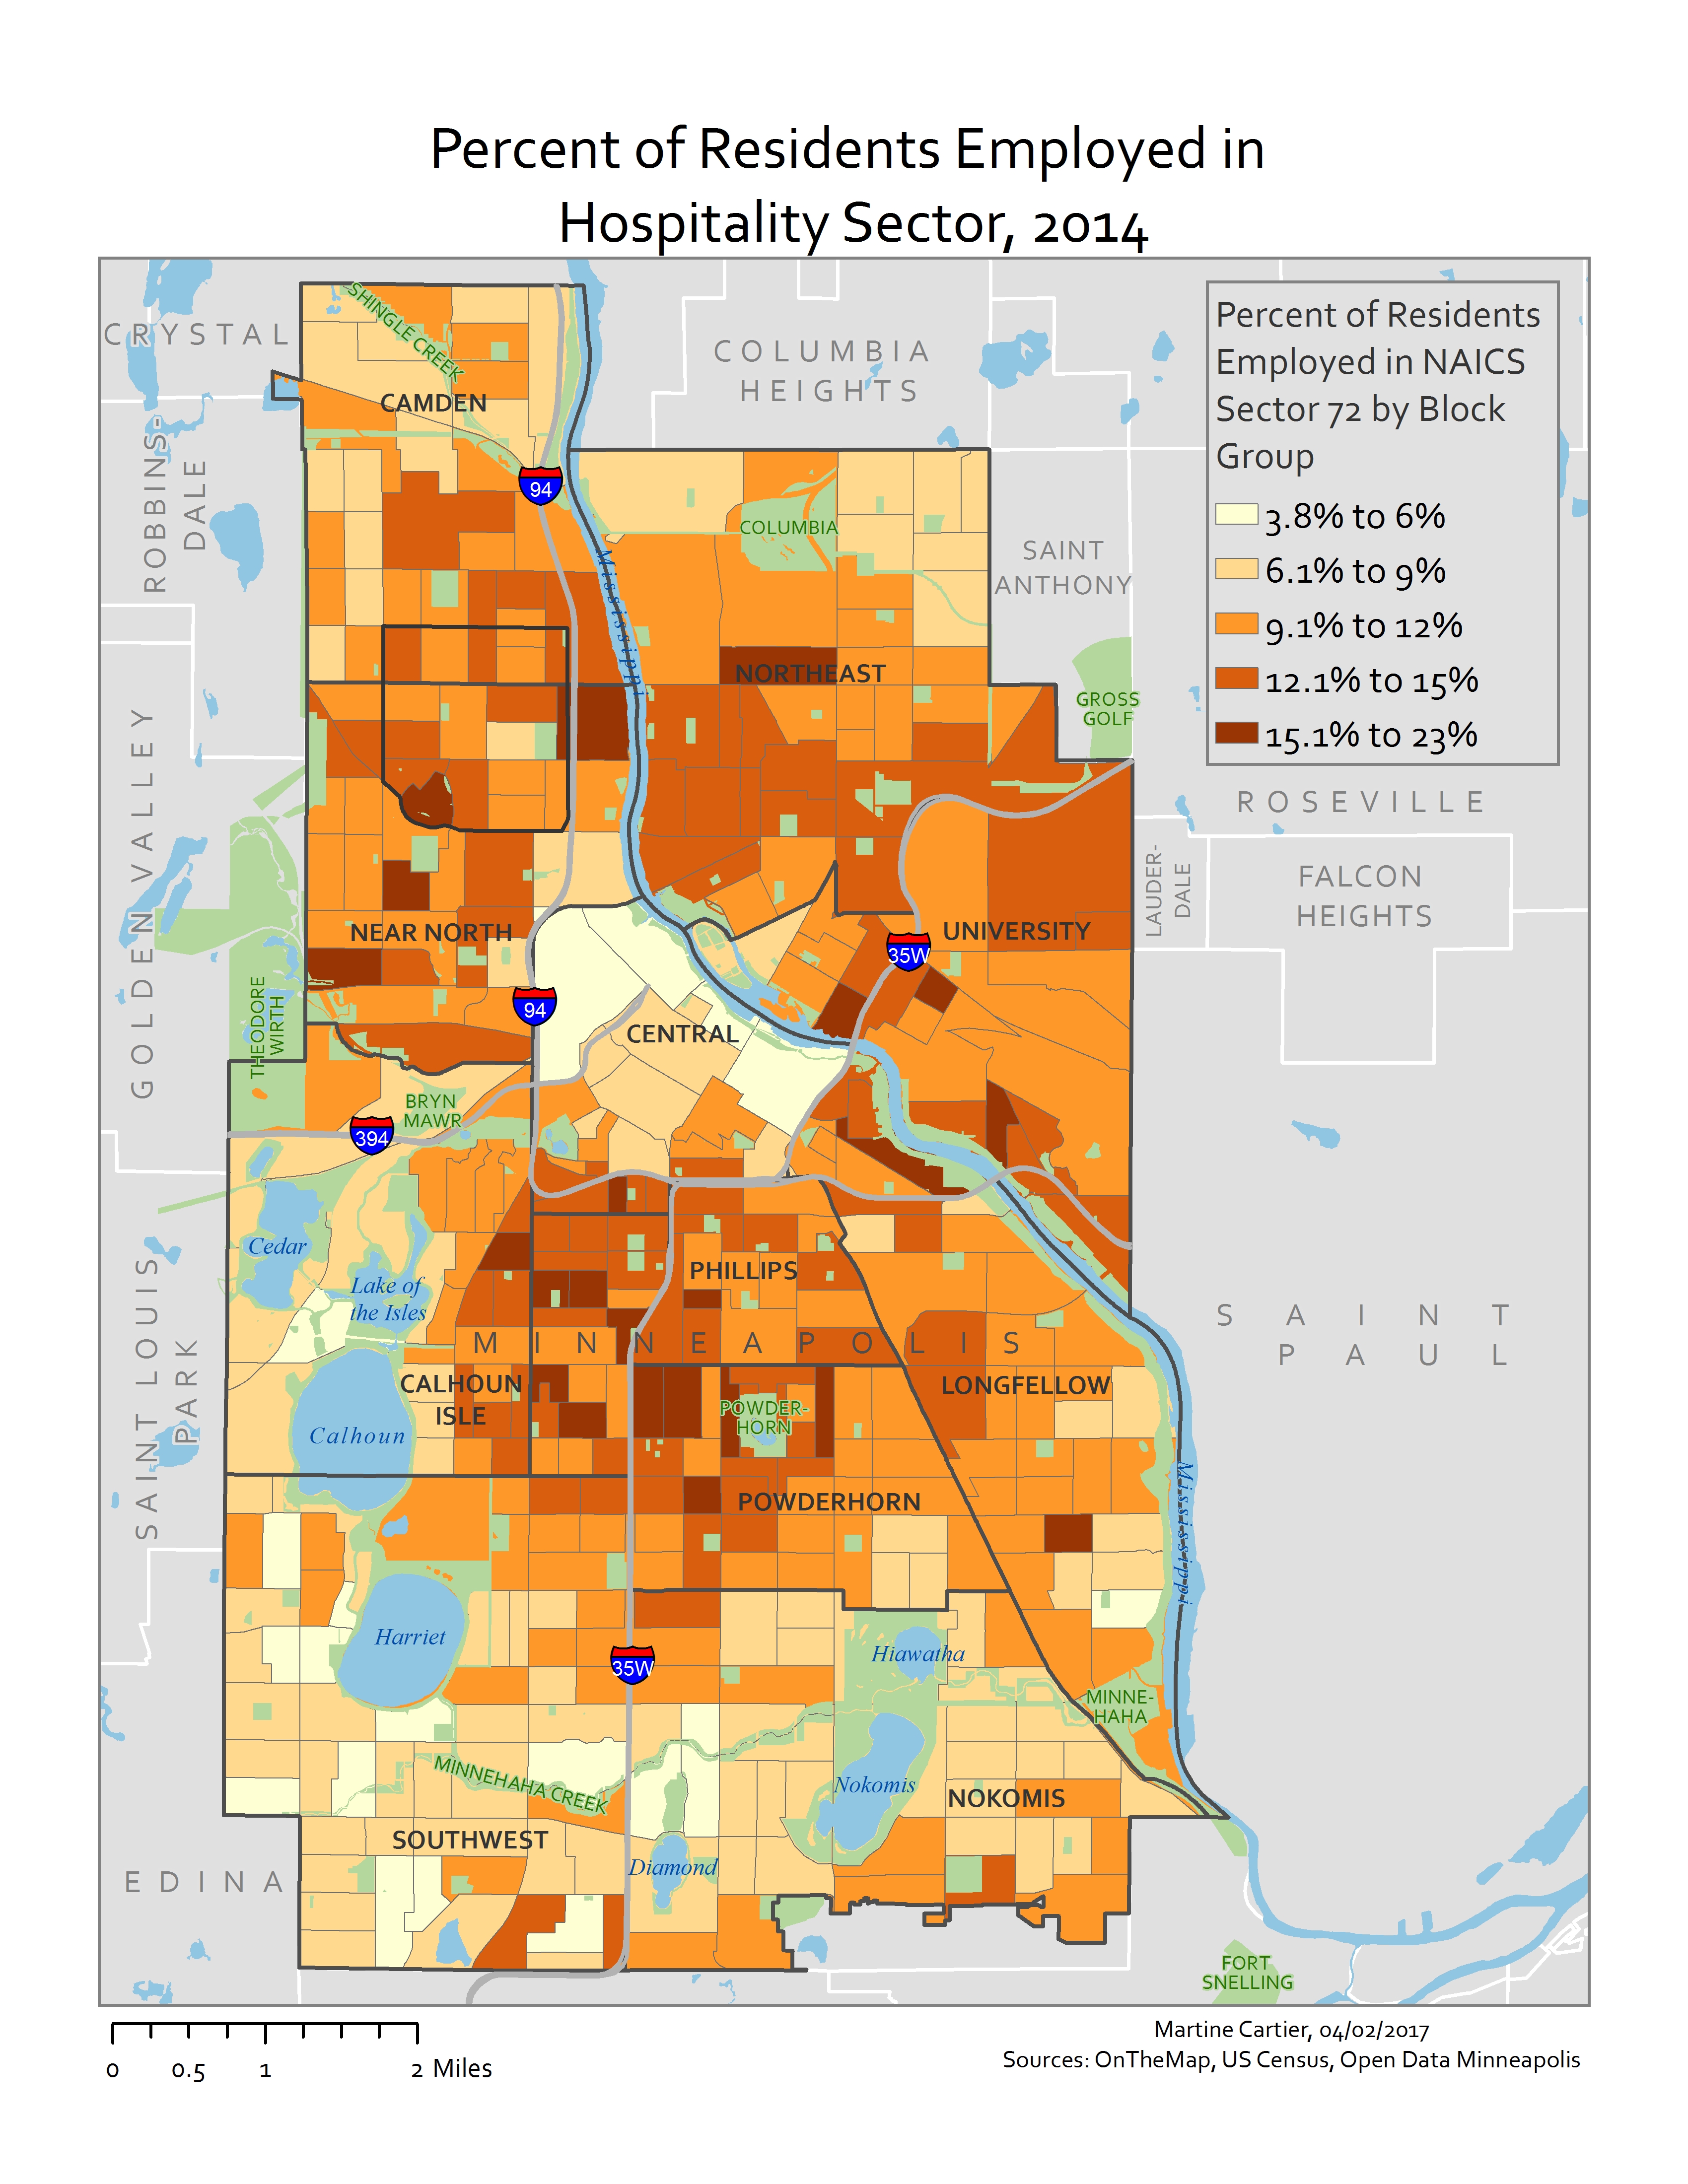 Percent of Residents Employed in
Hospitality Sector, 2014
Percent of Residents
Employed in NAICS
Sector 72 by Block
Group
3.8% to 6%
6.1% to 9%
9.1% to 12%
12.1% to 15%
15.1% to 23%
CRYSTAL
SHINGLE CREEK
COLUMBIA
HEIGHTS
CAMDEN
ROBBINS-
DALE
94
COLUMBIA
SAINT
ANTHONY
Mississippi
NORTHEAST
GROSS
GOLF
GOLDEN VALLEY
ROSEVILLE
LAUDER-
DALE
FALCON
HEIGHTS
NEAR NORTH
UNIVERSITY
35W
THEODORE
WIRTH
94
CENTRAL
BRYN
MAWR
394
Cedar
Lake of
the Isles
PHILLIPS
SAINT
PAUL
MINNEAPOLIS
SAINT LOUIS
PARK
CALHOUN
ISLE
LONGFELLOW
POWDER-
HORN
Calhoun
POWDERHORN
Mississippi
Harriet
Hiawatha
35W
MINNE-
HAHA
MINNEHAHA CREEK
Nokomis
NOKOMIS
SOUTHWEST
Diamond
EDINA
FORT
SNELLING
0 0.5 1 2 Miles
Martine Cartier, 04/02/2017
Sources: OnTheMap, US Census, Open Data Minneapolis